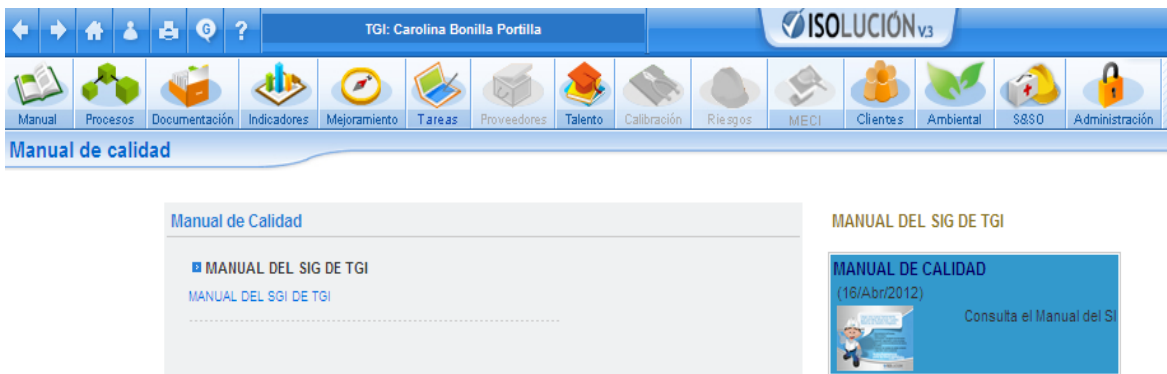 G ? TGI: Carolina Bonilla Portilla ISOLUCIÓN V.3
Manual Procesos Documentación Indicadores Mejoramiento Tareas Proveedores Talento Calibración Riesgos MECI Clientes Ambiental S&SO Administración
Manual de calidad
Manual de Calidad
MANUAL DEL SIG DE TGI
MANUAL DEL SGI DE TGI
MANUAL DEL SIG DE TGI
MANUAL DE CALIDAD
(16/Abr/2012)
Consulta el Manual del SI